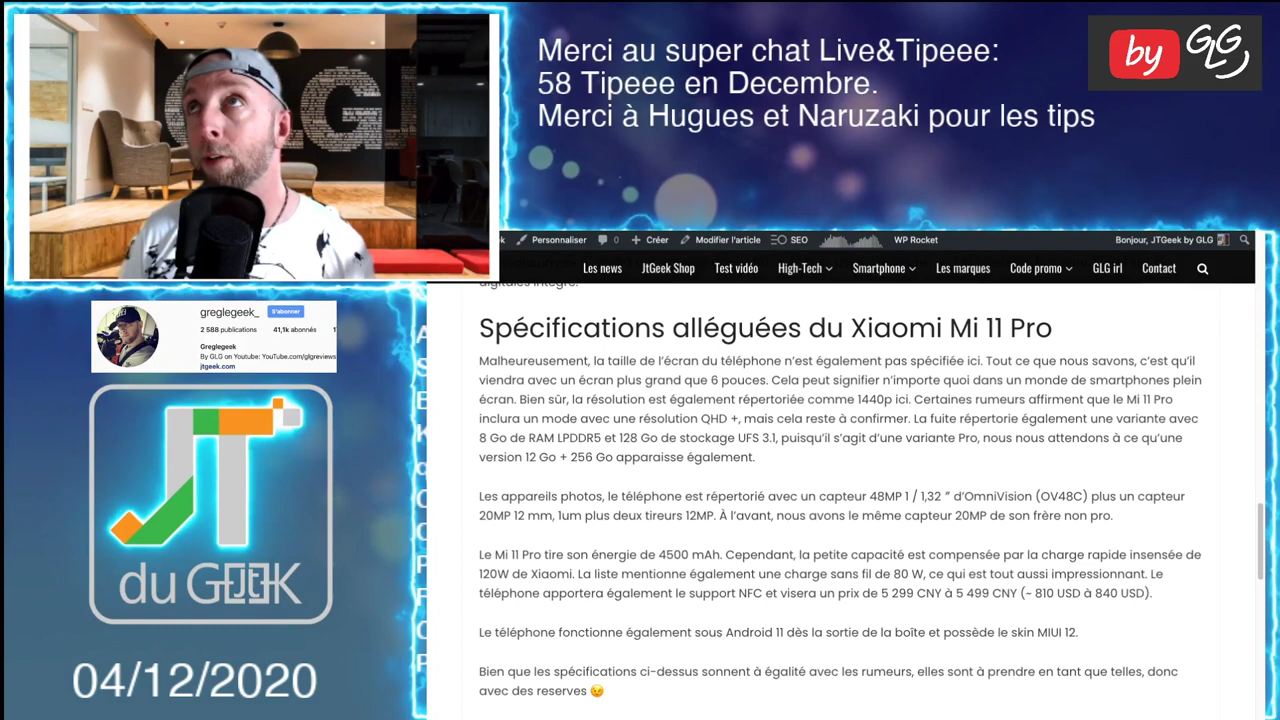 Merci au super chat Live&Tipeee:
58 Tipeee en Decembre.
Merci à Hugues et Naruzaki pour les tips
by GLG
Personnaliser 0 Créer Modifier l'article SEO WP Rocket Bonjour, JTGeek by GLG
Les news JtGeek Shop Test vidéo High-Tech Smartphone Les marques Code promo GLG irl Contact
digitales intégré.
greglegeek_ S'abonner
2 588 publications 41,1k abonnés
Greglegeek
By GLG on Youtube: YouTube.com/glgreviews
jtgeek.com
JT
du GEEK
04/12/2020
Spécifications alléguées du Xiaomi Mi 11 Pro
Malheureusement, la taille de l'écran du téléphone n'est également pas spécifiée ici. Tout ce que nous savons, c'est qu'il
viendra avec un écran plus grand que 6 pouces. Cela peut signifier n'importe quoi dans un monde de smartphones plein
écran. Bien sûr, la résolution est également répertoriée comme 1440p ici. Certaines rumeurs affirment que le Mi 11 Pro
inclura un mode avec une résolution QHD +, mais cela reste à confirmer. La fuite répertorie également une variante avec
8 Go de RAM LPDDR5 et 128 Go de stockage UFS 3.1, puisqu'il s'agit d'une variante Pro, nous nous attendons à ce qu'une
version 12 Go + 256 Go apparaisse également.
Les appareils photos, le téléphone est répertorié avec un capteur 48MP 1 / 1,32 ″ d'OmniVision (OV48C) plus un capteur
20MP 12 mm, 1um plus deux tireurs 12MP. À l'avant, nous avons le même capteur 20MP de son frère non pro.
Le Mi 11 Pro tire son énergie de 4500 mAh. Cependant, la petite capacité est compensée par la charge rapide insensée de
120W de Xiaomi. La liste mentionne également une charge sans fil de 80 W, ce qui est tout aussi impressionnant. Le
téléphone apportera également le support NFC et visera un prix de 5 299 CNY à 5 499 CNY (~ 810 USD à 840 USD).
Le téléphone fonctionne également sous Android 11 dès la sortie de la boîte et possède le skin MIUI 12.
Bien que les spécifications ci-dessus sonnent à égalité avec les rumeurs, elles sont à prendre en tant que telles, donc
avec des reserves 😉